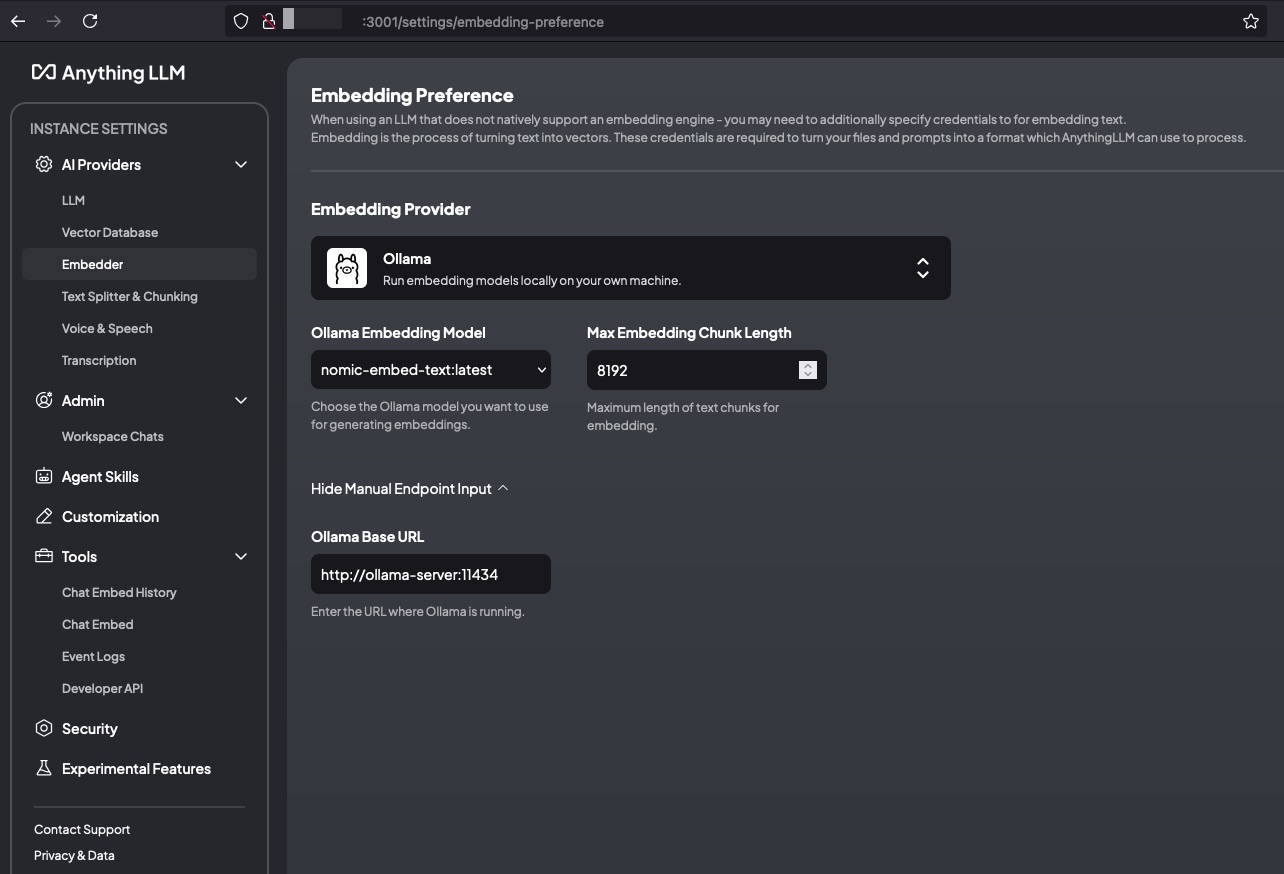 :3001/settings/embedding-preference
Anything LLM
INSTANCE SETTINGS
AI Providers
LLM
Vector Database
Embedder
Text Splitter & Chunking
Voice & Speech
Transcription
Admin
Workspace Chats
Agent Skills
Customization
Tools
Chat Embed History
Chat Embed
Event Logs
Developer API
Security
Experimental Features
Contact Support
Privacy & Data
Embedding Preference
When using an LLM that does not natively support an embedding engine - you may need to additionally specify credentials to for embedding text.
Embedding is the process of turning text into vectors. These credentials are required to turn your files and prompts into a format which AnythingLLM can use to process.
Embedding Provider
Ollama
Run embedding models locally on your own machine.
Ollama Embedding Model
nomic-embed-text:latest
Choose the Ollama model you want to use
for generating embeddings.
Max Embedding Chunk Length
8192
Maximum length of text chunks for
embedding.
Hide Manual Endpoint Input
Ollama Base URL
http://ollama-server:11434
Enter the URL where Ollama is running.